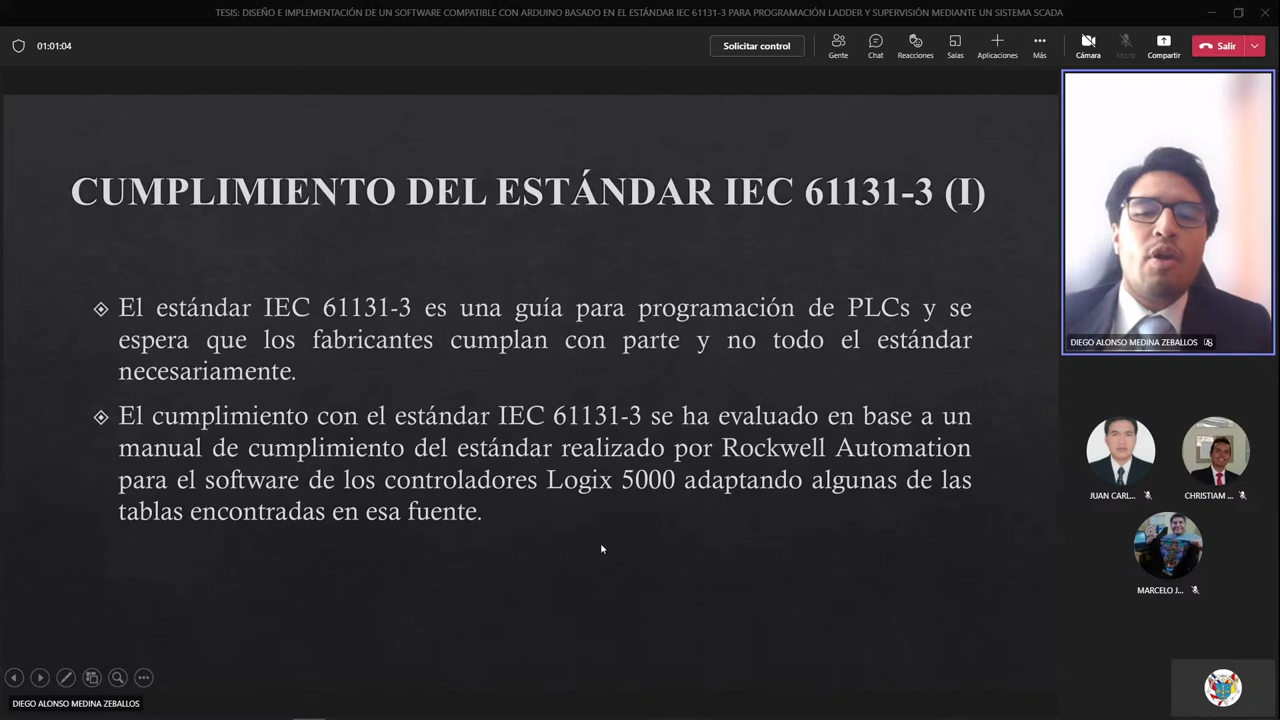 TESIS: DISEÑO E IMPLEMENTACIÓN DE UN SOFTWARE COMPATIBLE CON ARDUINO BASADO EN EL ESTÁNDAR IEC 61131-3 PARA PROGRAMACIÓN LADDER Y SUPERVISIÓN MEDIANTE UN SISTEMA SCADA
01:01:04
Solicitar control
Gente
Chat
Reacciones
Salas
Aplicaciones
Más
Cámara
Micro
Compartir
Salir
CUMPLIMIENTO DEL ESTÁNDAR IEC 61131-3 (I)
El estándar IEC 61131-3 es una guía para programación de PLCs y se
espera que los fabricantes cumplan con parte y no todo el estándar
necesariamente.
El cumplimiento con el estándar IEC 61131-3 se ha evaluado en base a un
manual de cumplimiento del estándar realizado por Rockwell Automation
para el software de los controladores Logix 5000 adaptando algunas de las
tablas encontradas en esa fuente.
DIEGO ALONSO MEDINA ZEBALLOS
JUAN CARL...
CHRISTIAM ...
MARCELO J...
DIEGO ALONSO MEDINA ZEBALLOS